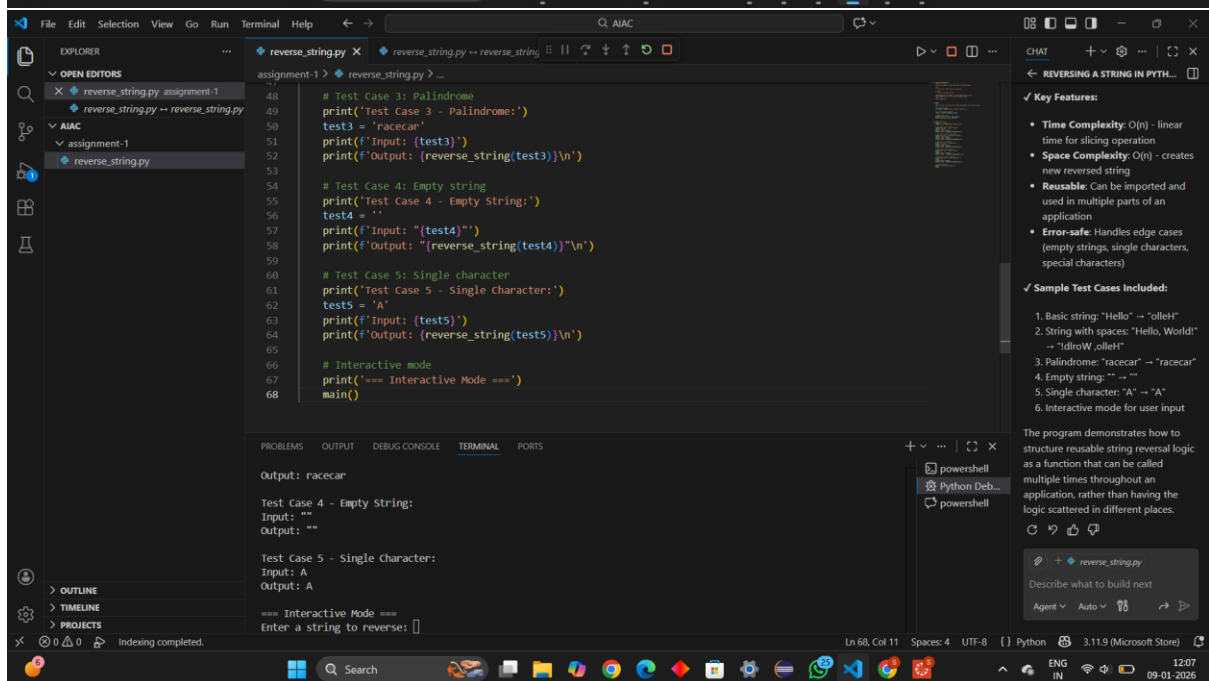 File Edit Selection View Go Run Terminal Help
AIAC
EXPLORER
OPEN EDITORS
reverse_string.py assignment-1
reverse_string.py ↔ reverse_string.py
AIAC
assignment-1
reverse_string.py
OUTLINE
TIMELINE
PROJECTS
reverse_string.py
reverse_string.py ↔ reverse_string
assignment-1 > reverse_string.py > ...
47
48 # Test Case 3: Palindrome
49 print('Test Case 3 - Palindrome:')
50 test3 = 'racecar'
51 print(f'Input: {test3}')
52 print(f'Output: {reverse_string(test3)}\n')
53
54 # Test Case 4: Empty string
55 print('Test Case 4 - Empty String:')
56 test4 = ''
57 print(f'Input: "{test4}"')
58 print(f'Output: "{reverse_string(test4)}"\n')
59
60 # Test Case 5: Single character
61 print('Test Case 5 - Single Character:')
62 test5 = 'A'
63 print(f'Input: {test5}')
64 print(f'Output: {reverse_string(test5)}\n')
65
66 # Interactive mode
67 print('=== Interactive Mode ===')
68 main()
PROBLEMS OUTPUT DEBUG CONSOLE TERMINAL PORTS
Output: racecar
Test Case 4 - Empty String:
Input: ""
Output: ""
Test Case 5 - Single Character:
Input: A
Output: A
=== Interactive Mode ===
Enter a string to reverse:
powershell
Python Deb...
powershell
CHAT
REVERSING A STRING IN PYTH...
✓ Key Features:
• Time Complexity: O(n) - linear
time for slicing operation
• Space Complexity: O(n) - creates
new reversed string
• Reusable: Can be imported and
used in multiple parts of an
application
• Error-safe: Handles edge cases
(empty strings, single characters,
special characters)
✓ Sample Test Cases Included:
1. Basic string: "Hello" → "olleH"
2. String with spaces: "Hello, World!"
→ "!dlroW ,olleH"
3. Palindrome: "racecar" → "racecar"
4. Empty string: "" → ""
5. Single character: "A" → "A"
6. Interactive mode for user input
The program demonstrates how to
structure reusable string reversal logic
as a function that can be called
multiple times throughout an
application, rather than having the
logic scattered in different places.
reverse_string.py
Describe what to build next
Agent Auto
0 0 Indexing completed.
Ln 68, Col 11 Spaces: 4 UTF-8 {} Python 3.11.9 (Microsoft Store)
6
Search
25
ENG
IN
12:07
09-01-2026